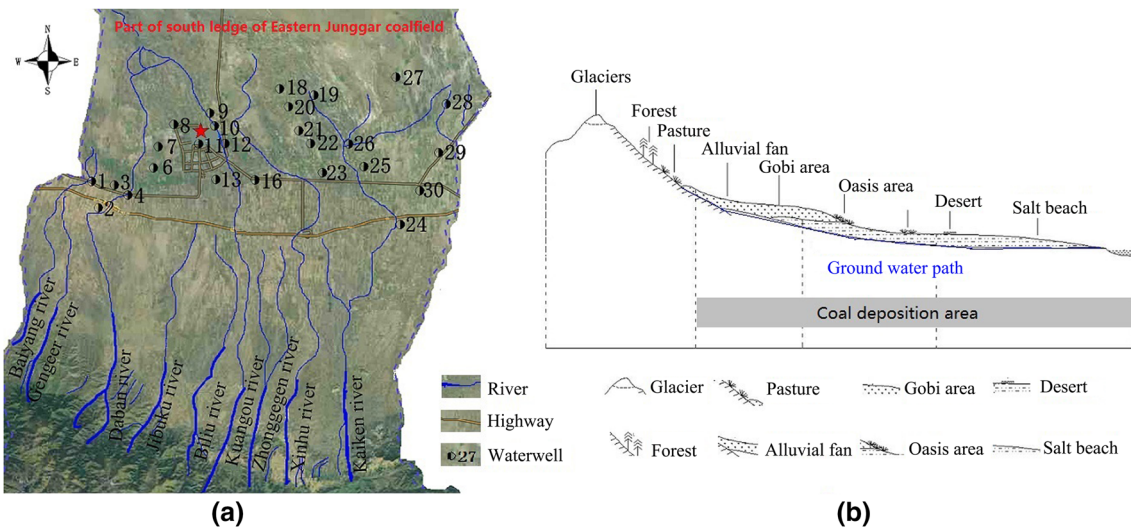 Part of south ledge of Eastern Junggar coalfield
N
W E
S
27
18 19
28
20
9
8 10
21
7 11 12
22 26
29
6
25
1 3
13 16
23
30
4
2
24
Baiyang river
Gengeer river
Daban river
Jibuku river
Biliu river
Kuangou river
Zhonggegen river
Xinhu river
Kaiken river
River
Highway
27 Waterwell
(a)
Glaciers
Forest
Pasture
Alluvial fan
Gobi area
Oasis area
Desert
Salt beach
Ground water path
Coal deposition area
Glacier
Pasture
Gobi area
Desert
Forest
Alluvial fan
Oasis area
Salt beach
(b)